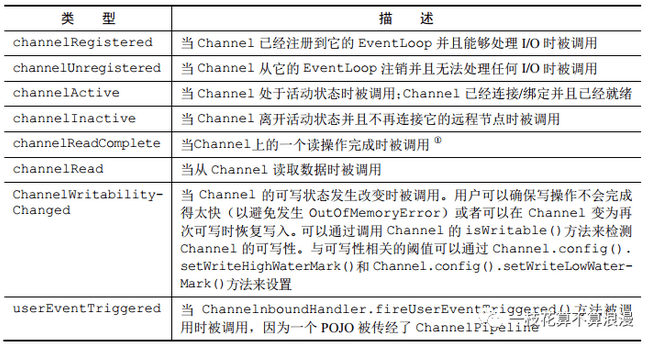 类 型 描 述
channelRegistered 当 Channel 已经注册到它的 EventLoop 并且能够处理 I/O 时被调用
channelUnregistered 当 Channel 从它的 EventLoop 注销并且无法处理任何 I/O 时被调用
channelActive 当 Channel 处于活动状态时被调用；Channel 已经连接/绑定并且已经就绪
channelInactive 当 Channel 离开活动状态并且不再连接它的远程节点时被调用
channelReadComplete 当Channel上的一个读操作完成时被调用①
channelRead 当从 Channel 读取数据时被调用
ChannelWritability- 当 Channel 的可写状态发生改变时被调用。用户可以确保写操作不会完成
Changed 得太快（以避免发生 OutOfMemoryError）或者可以在 Channel 变为再
次可写时恢复写入。可以通过调用 Channel 的 isWritable()方法来检测
Channel 的可写性。与可写性相关的阈值可以通过 Channel.config().
setWriteHighWaterMark()和 Channel.config().setWriteLowWater-
Mark()方法来设置
userEventTriggered 当 ChannelnboundHandler.fireUserEventTriggered()方法被调
用时被调用，因为一个 POJO 被传经了 ChannelPipeline
一枝花算不算浪漫